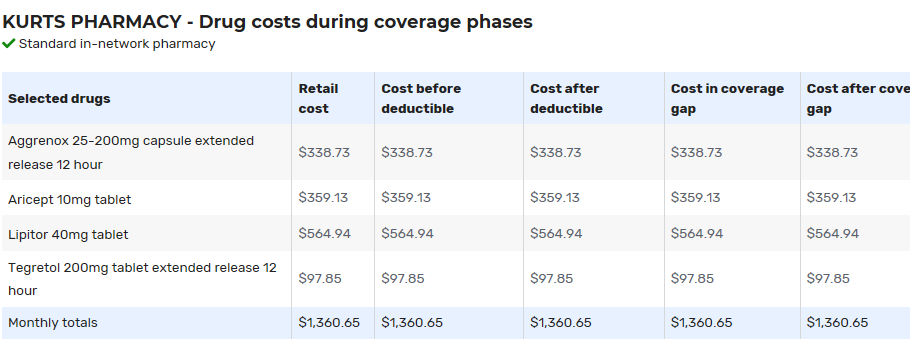 KURTS PHARMACY - Drug costs during coverage phases
Standard in-network pharmacy
Selected drugs Retail cost Cost before deductible Cost after deductible Cost in coverage gap Cost after cove gap
Aggrenox 25-200mg capsule extended release 12 hour $338.73 $338.73 $338.73 $338.73 $338.73
Aricept 10mg tablet $359.13 $359.13 $359.13 $359.13 $359.13
Lipitor 40mg tablet $564.94 $564.94 $564.94 $564.94 $564.94
Tegretol 200mg tablet extended release 12 hour $97.85 $97.85 $97.85 $97.85 $97.85
Monthly totals $1,360.65 $1,360.65 $1,360.65 $1,360.65 $1,360.65